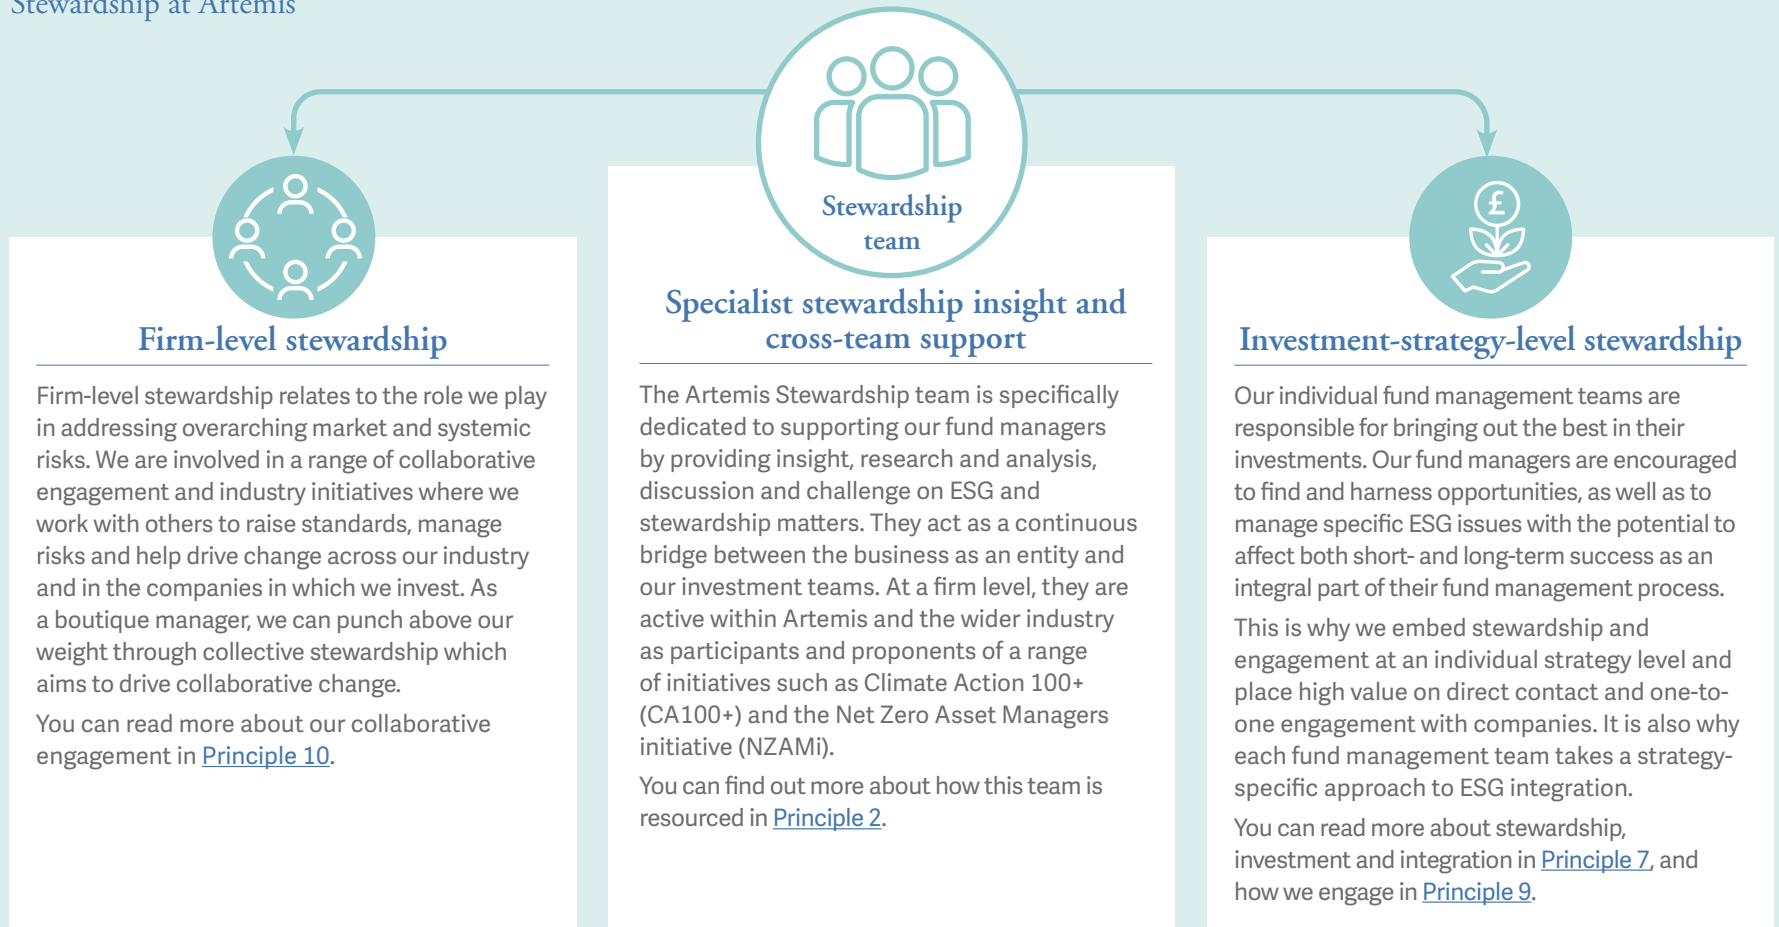 Stewardship at Artemis
Stewardship
team
Firm-level stewardship
Firm-level stewardship relates to the role we play
in addressing overarching market and systemic
risks. We are involved in a range of collaborative
engagement and industry initiatives where we
work with others to raise standards, manage
risks and help drive change across our industry
and in the companies in which we invest. As
a boutique manager, we can punch above our
weight through collective stewardship which
aims to drive collaborative change.
You can read more about our collaborative
engagement in Principle 10.
Specialist stewardship insight and
cross-team support
The Artemis Stewardship team is specifically
dedicated to supporting our fund managers
by providing insight, research and analysis,
discussion and challenge on ESG and
stewardship matters. They act as a continuous
bridge between the business as an entity and
our investment teams. At a firm level, they are
active within Artemis and the wider industry
as participants and proponents of a range
of initiatives such as Climate Action 100+
(CA100+) and the Net Zero Asset Managers
initiative (NZAMi).
You can find out more about how this team is
resourced in Principle 2.
£
Investment-strategy-level stewardship
Our individual fund management teams are
responsible for bringing out the best in their
investments. Our fund managers are encouraged
to find and harness opportunities, as well as to
manage specific ESG issues with the potential to
affect both short- and long-term success as an
integral part of their fund management process.
This is why we embed stewardship and
engagement at an individual strategy level and
place high value on direct contact and one-to-
one engagement with companies. It is also why
each fund management team takes a strategy-
specific approach to ESG integration.
You can read more about stewardship,
investment and integration in Principle 7, and
how we engage in Principle 9.